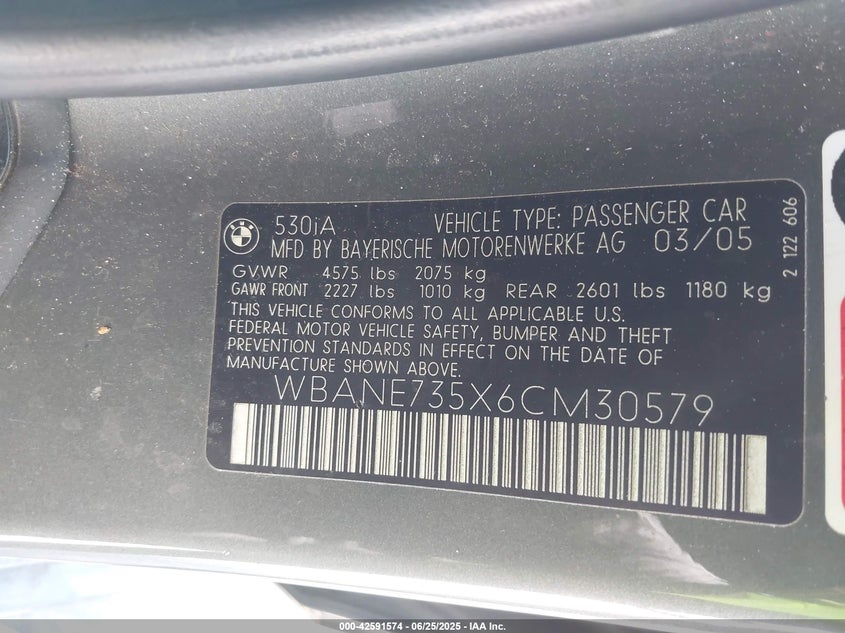 530iA VEHICLE TYPE: PASSENGER CAR
MFD BY BAYERISCHE MOTORENWERKE AG 03/05
GVWR 4575 lbs 2075 kg
GAWR FRONT 2227 lbs 1010 kg REAR 2601 lbs 1180 kg
THIS VEHICLE CONFORMS TO ALL APPLICABLE U.S.
FEDERAL MOTOR VEHICLE SAFETY, BUMPER AND THEFT
PREVENTION STANDARDS IN EFFECT ON THE DATE OF
MANUFACTURE SHOWN ABOVE.
WBANE735X6CM30579
2 122 606
000-42591574 - 06/25/2025 - IAA Inc.